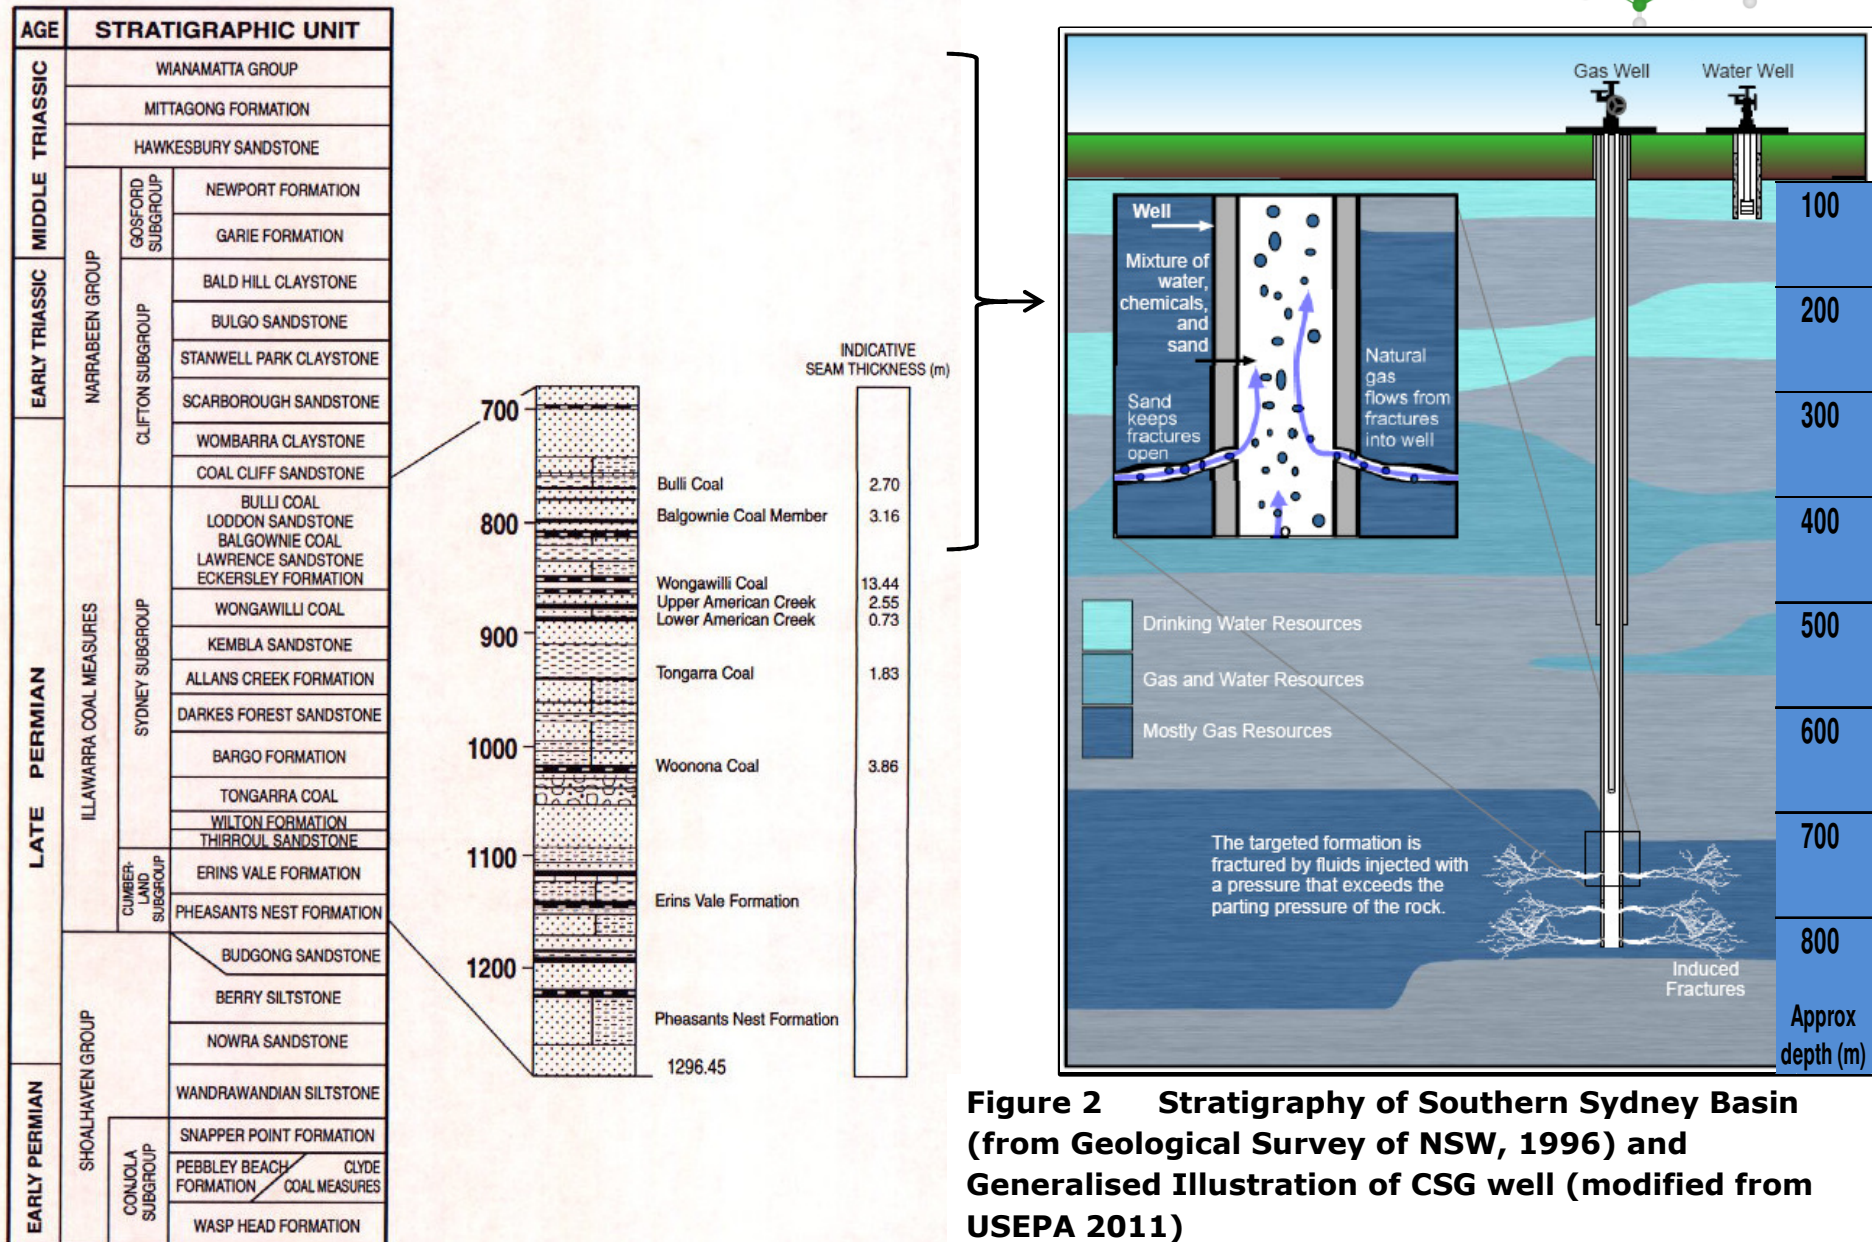 AGE
STRATIGRAPHIC UNIT
MIDDLE TRIASSIC
EARLY TRIASSIC
LATE PERMIAN
EARLY PERMIAN
WIANAMATTA GROUP
MITTAGONG FORMATION
HAWKESBURY SANDSTONE
NARRABEEN GROUP
GOSFORD
SUBGROUP
NEWPORT FORMATION
GARIE FORMATION
CLIFTON SUBGROUP
BALD HILL CLAYSTONE
BULGO SANDSTONE
STANWELL PARK CLAYSTONE
SCARBOROUGH SANDSTONE
WOMBARRA CLAYSTONE
COAL CLIFF SANDSTONE
ILLAWARRA COAL MEASURES
SYDNEY SUBGROUP
BULLI COAL
LODDON SANDSTONE
BALGOWNIE COAL
LAWRENCE SANDSTONE
ECKERSLEY FORMATION
WONGAWILLI COAL
KEMBLA SANDSTONE
ALLANS CREEK FORMATION
DARKES FOREST SANDSTONE
BARGO FORMATION
TONGARRA COAL
WILTON FORMATION
THIRROUL SANDSTONE
CUMBER-
LAND
SUBGROUP
ERINS VALE FORMATION
PHEASANTS NEST FORMATION
SHOALHAVEN GROUP
BUDGONG SANDSTONE
BERRY SILTSTONE
NOWRA SANDSTONE
WANDRAWANDIAN SILTSTONE
CONJOLA
SUBGROUP
SNAPPER POINT FORMATION
PEBBLEY BEACH
FORMATION
CLYDE
COAL MEASURES
WASP HEAD FORMATION
INDICATIVE
SEAM THICKNESS (m)
700
800
900
1000
1100
1200
Bulli Coal 2.70
Balgownie Coal Member 3.16
Wongawilli Coal 13.44
Upper American Creek 2.55
Lower American Creek 0.73
Tongarra Coal 1.83
Woonona Coal 3.86
Erins Vale Formation
Pheasants Nest Formation
1296.45
Gas Well
Water Well
Well
Mixture of
water,
chemicals,
and
sand
Sand
keeps
fractures
open
Natural
gas
flows from
fractures
into well
Drinking Water Resources
Gas and Water Resources
Mostly Gas Resources
The targeted formation is
fractured by fluids injected with
a pressure that exceeds the
parting pressure of the rock.
Induced
Fractures
100
200
300
400
500
600
700
800
Approx
depth (m)
Figure 2 Stratigraphy of Southern Sydney Basin
(from Geological Survey of NSW, 1996) and
Generalised Illustration of CSG well (modified from
USEPA 2011)